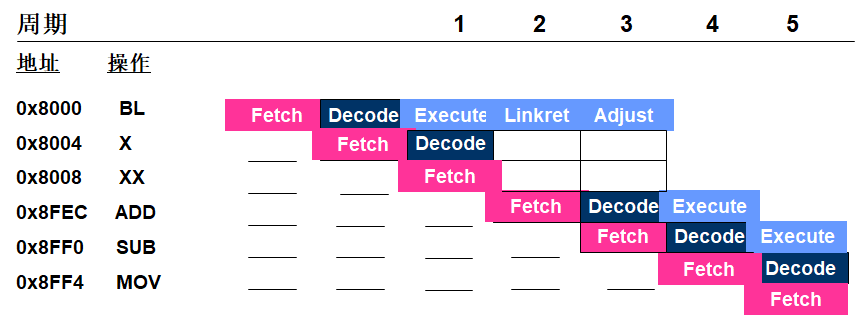 周期 1 2 3 4 5
地址 操作
0x8000 BL Fetch Decode Execute Linkret Adjust
0x8004 X Fetch Decode
0x8008 XX Fetch
0x8FEC ADD Fetch Decode Execute
0x8FF0 SUB Fetch Decode Execute
0x8FF4 MOV Fetch Decode
Fetch